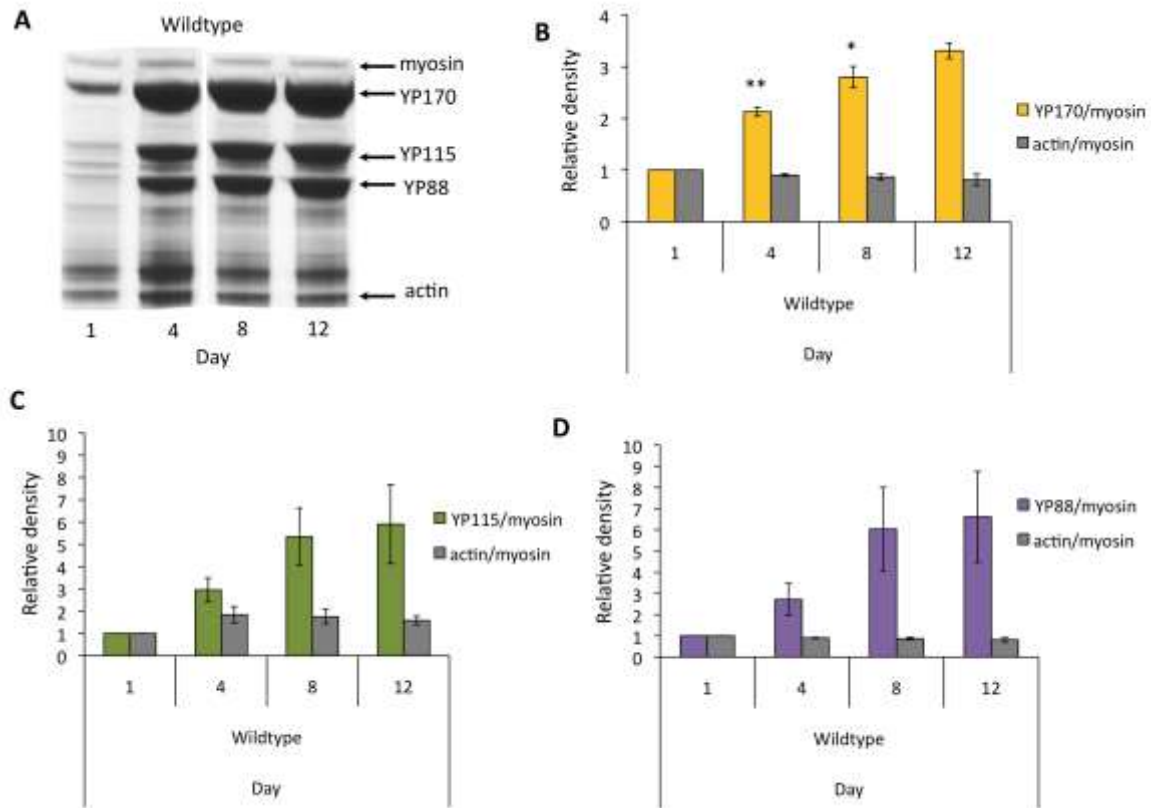 A
Wildtype
myosin
YP170
YP115
YP88
actin
1 4 8 12
Day
B
Relative density
4
3
2
1
0
**
*
YP170/myosin
actin/myosin
1 4 8 12
Wildtype
Day
C
Relative density
10
9
8
7
6
5
4
3
2
1
0
YP115/myosin
actin/myosin
1 4 8 12
Wildtype
Day
D
Relative density
10
9
8
7
6
5
4
3
2
1
0
YP88/myosin
actin/myosin
1 4 8 12
Wildtype
Day